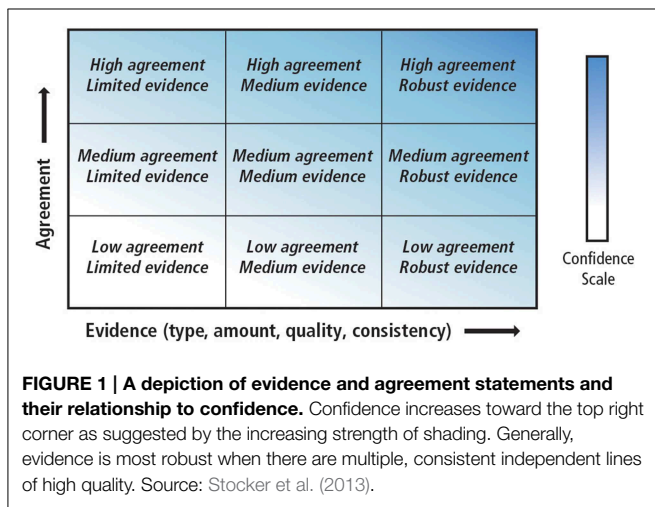 High agreement High agreement High agreement
Limited evidence Medium evidence Robust evidence
Medium agreement Medium agreement Medium agreement
Limited evidence Medium evidence Robust evidence
Low agreement Low agreement Low agreement
Limited evidence Medium evidence Robust evidence
Agreement
Confidence
Scale
Evidence (type, amount, quality, consistency)
FIGURE 1 | A depiction of evidence and agreement statements and
their relationship to confidence. Confidence increases toward the top right
corner as suggested by the increasing strength of shading. Generally,
evidence is most robust when there are multiple, consistent independent lines
of high quality. Source: Stocker et al. (2013).